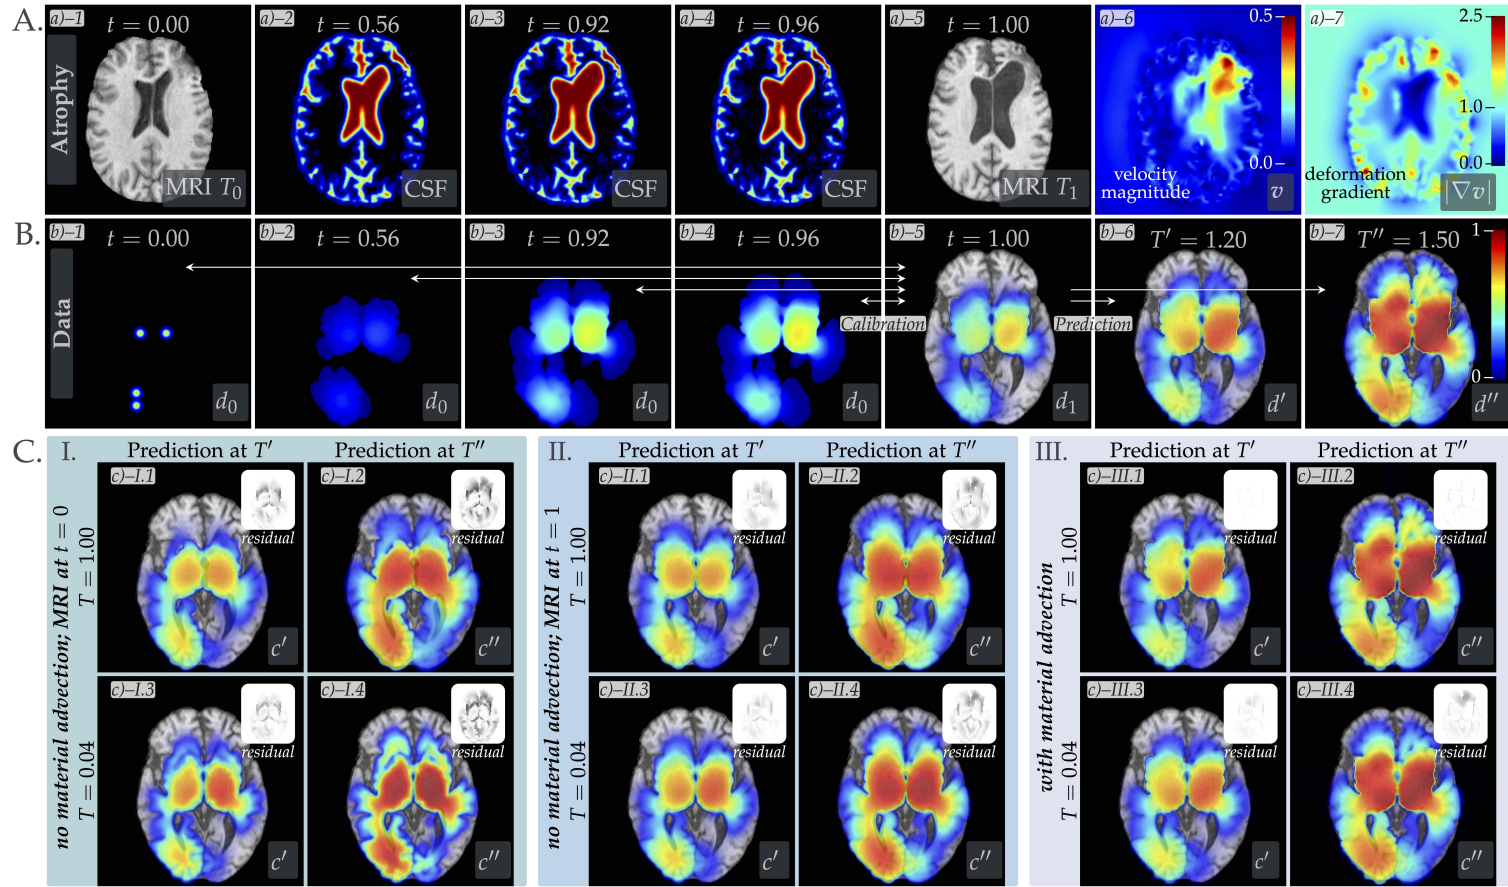 A.
Atrophy
a)–1
t = 0.00
MRI T₀
a)–2
t = 0.56
CSF
a)–3
t = 0.92
CSF
a)–4
t = 0.96
CSF
a)–5
t = 1.00
MRI T₁
a)–6
0.5
0.0
velocity
magnitude
v
a)–7
2.5
1.0
0.0
deformation
gradient
|∇v|
B.
Data
b)–1
t = 0.00
d₀
b)–2
t = 0.56
d₀
b)–3
t = 0.92
d₀
b)–4
t = 0.96
d₀
Calibration
b)–5
t = 1.00
d₁
Prediction
b)–6
T′ = 1.20
d′
b)–7
T″ = 1.50
1
0
d″
C.
I.
Prediction at T′
Prediction at T″
no material advection; MRI at t = 0
T = 1.00
T = 0.04
c)–I.1
residual
c′
c)–I.2
residual
c″
c)–I.3
residual
c′
c)–I.4
residual
c″
II.
Prediction at T′
Prediction at T″
no material advection; MRI at t = 1
T = 1.00
T = 0.04
c)–II.1
residual
c′
c)–II.2
residual
c″
c)–II.3
residual
c′
c)–II.4
residual
c″
III.
Prediction at T′
Prediction at T″
with material advection
T = 1.00
T = 0.04
c)–III.1
residual
c′
c)–III.2
residual
c″
c)–III.3
residual
c′
c)–III.4
residual
c″